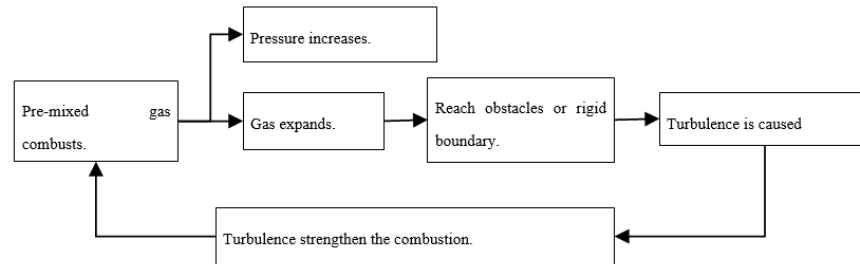 Pressure increases.
Pre-mixed gas
combusts.
Gas expands.
Reach obstacles or rigid
boundary.
Turbulence is caused
Turbulence strengthen the combustion.